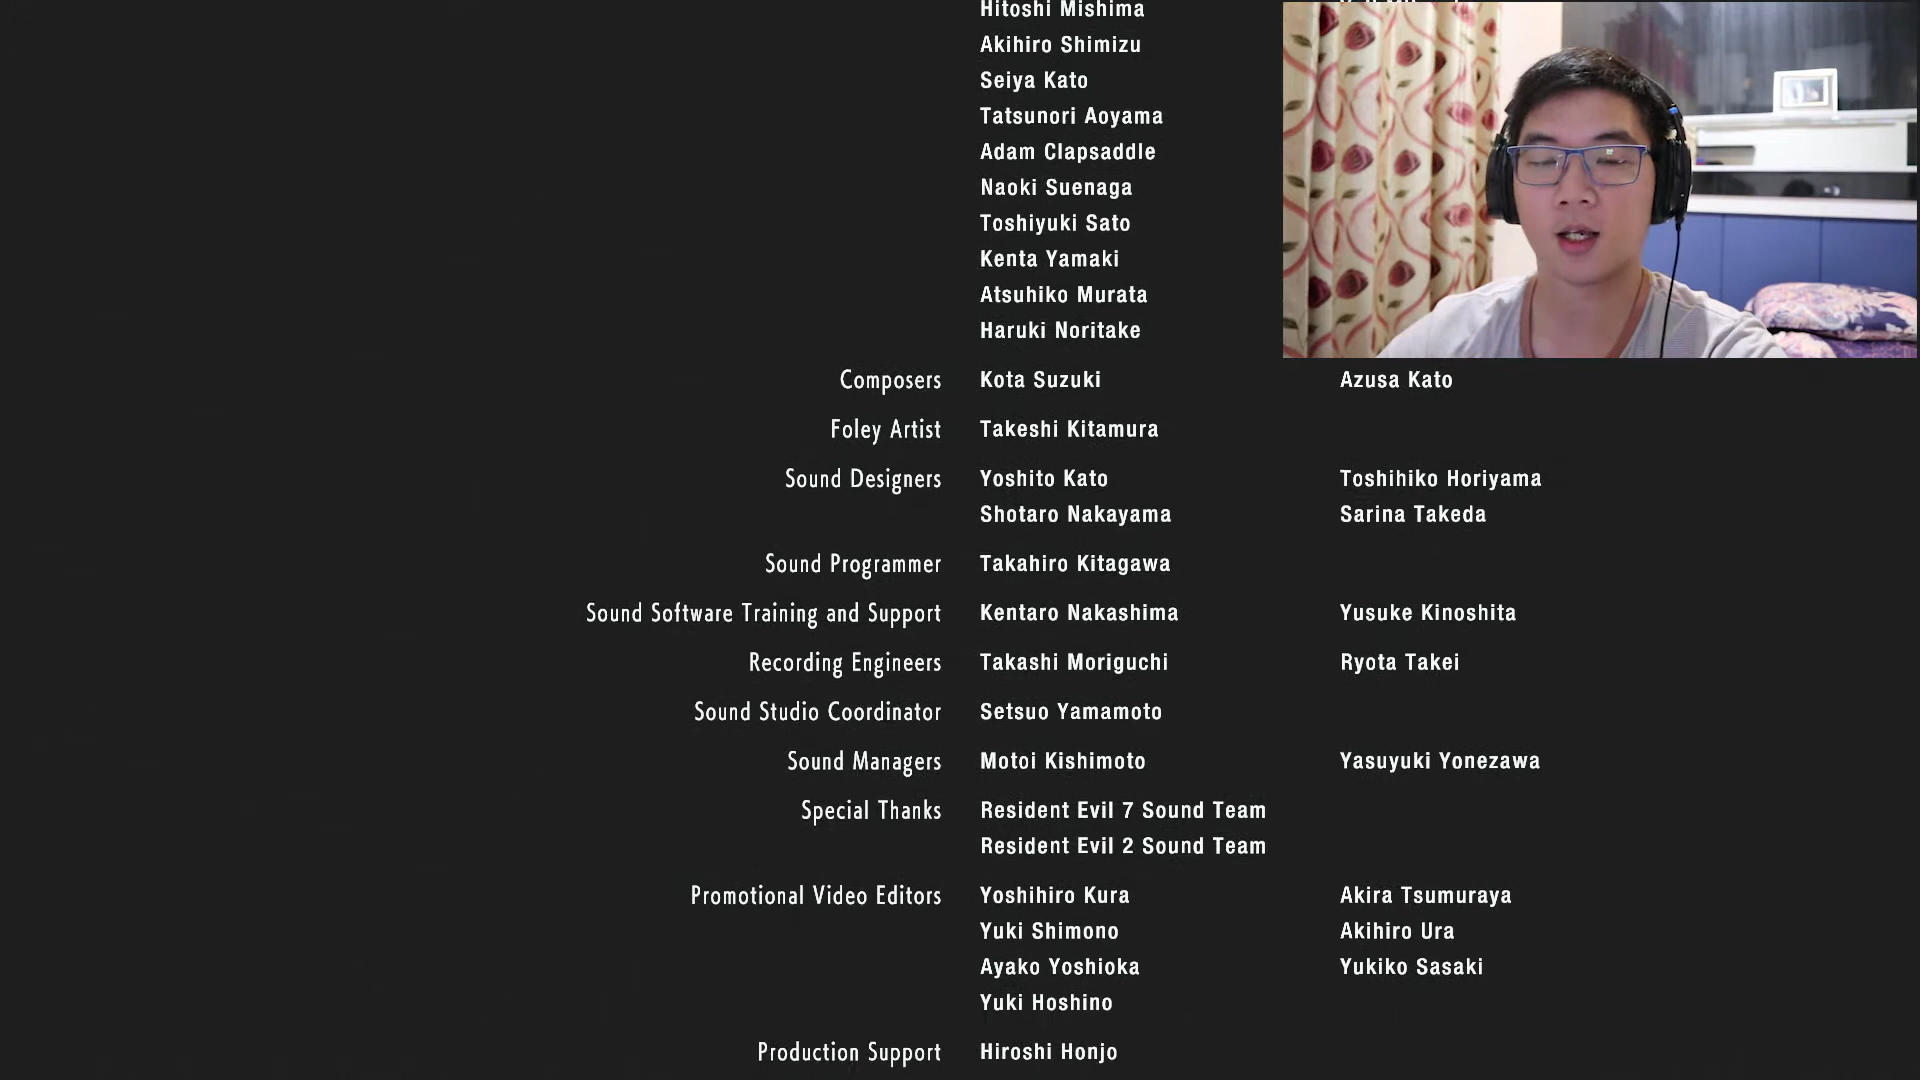 Hitoshi Mishima
Akihiro Shimizu
Seiya Kato
Tatsunori Aoyama
Adam Clapsaddle
Naoki Suenaga
Toshiyuki Sato
Kenta Yamaki
Atsuhiko Murata
Haruki Noritake
Composers Kota Suzuki Azusa Kato
Foley Artist Takeshi Kitamura
Sound Designers Yoshito Kato Toshihiko Horiyama
Shotaro Nakayama Sarina Takeda
Sound Programmer Takahiro Kitagawa
Sound Software Training and Support Kentaro Nakashima Yusuke Kinoshita
Recording Engineers Takashi Moriguchi Ryota Takei
Sound Studio Coordinator Setsuo Yamamoto
Sound Managers Motoi Kishimoto Yasuyuki Yonezawa
Special Thanks Resident Evil 7 Sound Team
Resident Evil 2 Sound Team
Promotional Video Editors Yoshihiro Kura Akira Tsumuraya
Yuki Shimono Akihiro Ura
Ayako Yoshioka Yukiko Sasaki
Yuki Hoshino
Production Support Hiroshi Honjo